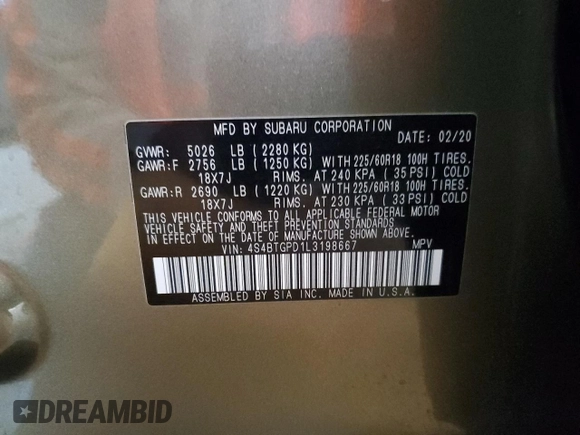 MFD BY SUBARU CORPORATION
DATE: 02/20
GVWR: 5026 LB (2280 KG)
GAWR:F 2756 LB (1250 KG) WITH 225/60R18 100H TIRES.
18X7J RIMS. AT 240 KPA (35 PSI) COLD
GAWR:R 2690 LB (1220 KG) WITH 225/60R18 100H TIRES.
18X7J RIMS. AT 230 KPA (33 PSI) COLD
THIS VEHICLE CONFORMS TO ALL APPLICABLE FEDERAL MOTOR
VEHICLE SAFETY AND THEFT PREVENTION STANDARDS IN EFFECT ON THE
DATE OF MANUFACTURE SHOWN ABOVE.
VIN: 4S4BTGPD1L3198667 MPV
ASSEMBLED BY SIA INC. MADE IN U.S.A.
DREAMBID